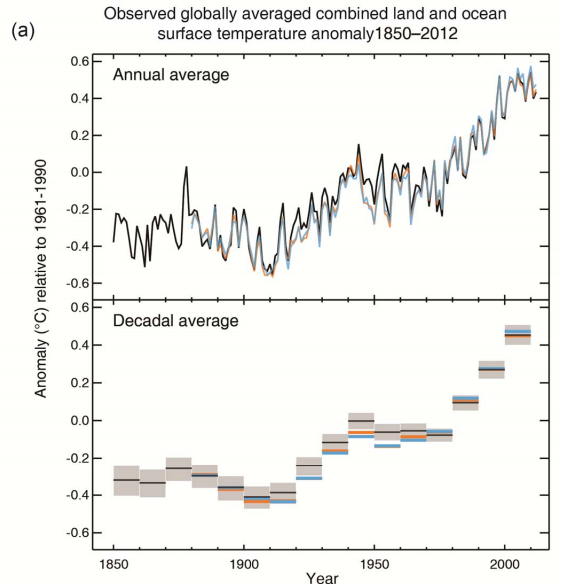 (a)
Observed globally averaged combined land and ocean
surface temperature anomaly1850–2012
Anomaly (°C) relative to 1961-1990
Annual average
0.6
0.4
0.2
0.0
-0.2
-0.4
-0.6
Decadal average
0.6
0.4
0.2
0.0
-0.2
-0.4
-0.6
1850 1900 1950 2000
Year